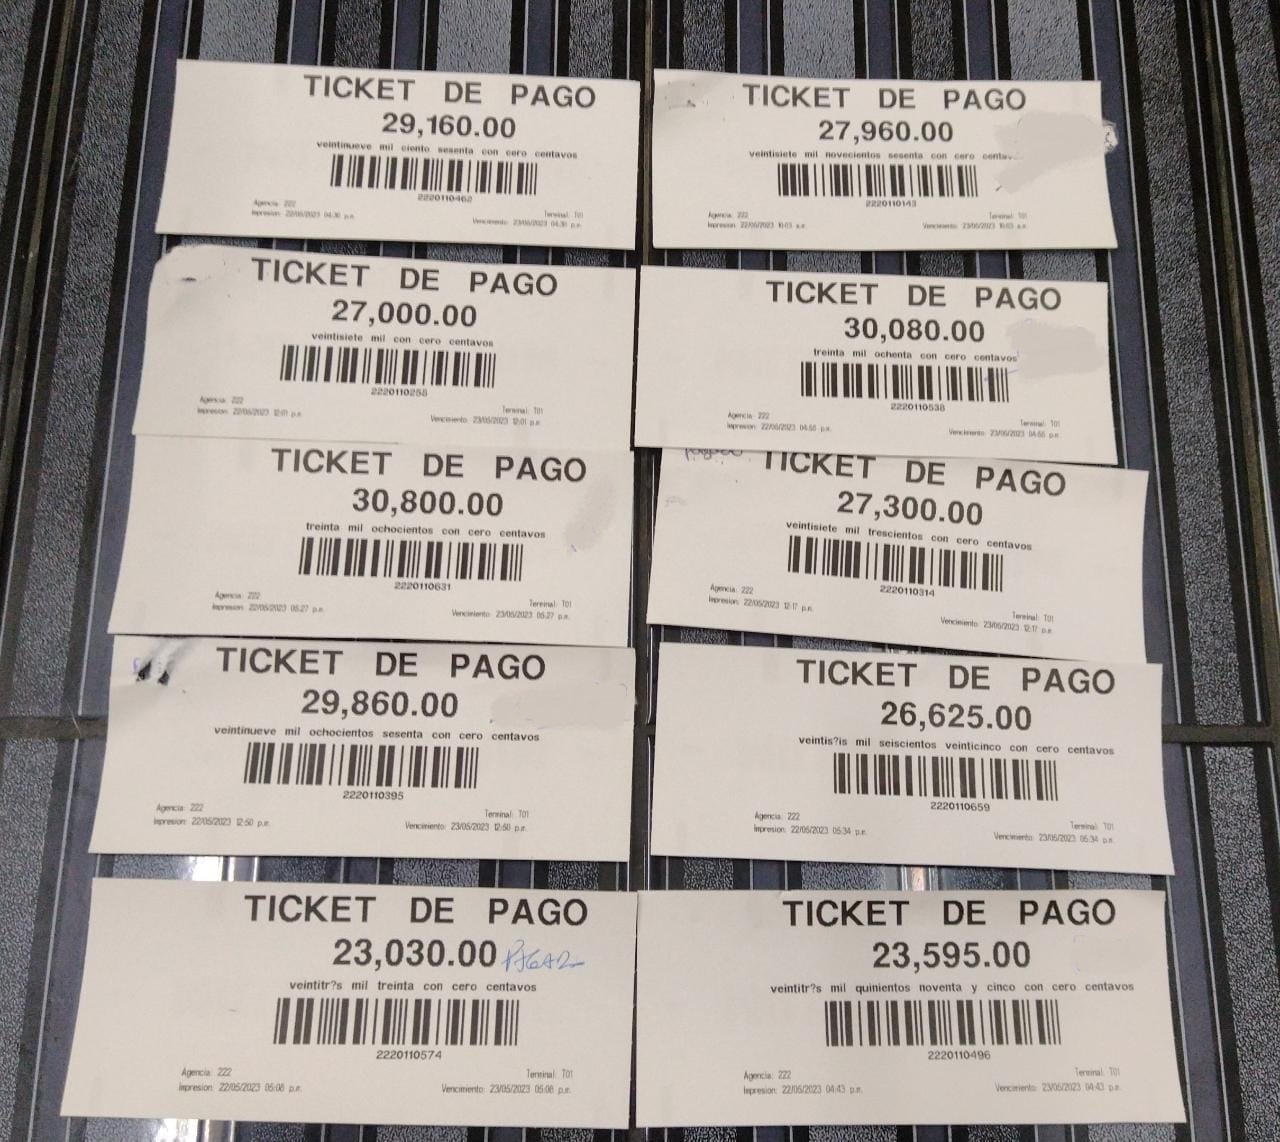 TICKET DE PAGO
29,160.00
veintinueve mil ciento sesenta con cero centavos
2220110462
Agencia: 222
Terminal: T01
Impresion: 22/05/2023 04:36 p.m.
Vencimiento: 23/05/2023 04:36 p.m.
TICKET DE PAGO
27,960.00
veintisiete mil novecientos sesenta con cero
2220110143
Agencia: 222
Terminal: T01
Impresion: 22/05/2023 10:03 a.m.
Vencimiento: 23/05/2023 10:03 a.m.
TICKET DE PAGO
27,000.00
veintisiete mil con cero centavos
2220110258
Agencia: 222
Terminal: T01
Impresion: 22/05/2023 12:01 p.m.
Vencimiento: 23/05/2023 12:01 p.m.
TICKET DE PAGO
30,080.00
treinta mil ochenta con cero centavos
2220110538
Agencia: 222
Terminal: T01
Impresion: 22/05/2023 04:55 p.m.
Vencimiento: 23/05/2023 04:55 p.m.
TICKET DE PAGO
30,800.00
treinta mil ochocientos con cero centavos
2220110631
Agencia: 222
Terminal: T01
Impresion: 22/05/2023 05:27 p.m.
Vencimiento: 23/05/2023 05:27 p.m.
TICKET DE PAGO
27,300.00
veintisiete mil trescientos con cero centavos
2220110314
Agencia: 222
Terminal: T01
Impresion: 22/05/2023 12:17 p.m.
Vencimiento: 23/05/2023 12:17 p.m.
TICKET DE PAGO
29,860.00
veintinueve mil ochocientos sesenta con cero centavos
2220110395
Agencia: 222
Terminal: T01
Impresion: 22/05/2023 12:50 p.m.
Vencimiento: 23/05/2023 12:50 p.m.
TICKET DE PAGO
26,625.00
veintis?is mil seiscientos veinticinco con cero centavos
2220110659
Agencia: 222
Terminal: T01
Impresion: 22/05/2023 05:34 p.m.
Vencimiento: 23/05/2023 05:34 p.m.
TICKET DE PAGO
23,030.00 PAGAR
veintitr?s mil treinta con cero centavos
2220110574
Agencia: 222
Terminal: T01
Impresion: 22/05/2023 05:08 p.m.
Vencimiento: 23/05/2023 05:08 p.m.
TICKET DE PAGO
23,595.00
veintitr?s mil quinientos noventa y cinco con cero centavos
2220110496
Agencia: 222
Terminal: T01
Impresion: 22/05/2023 04:43 p.m.
Vencimiento: 23/05/2023 04:43 p.m.